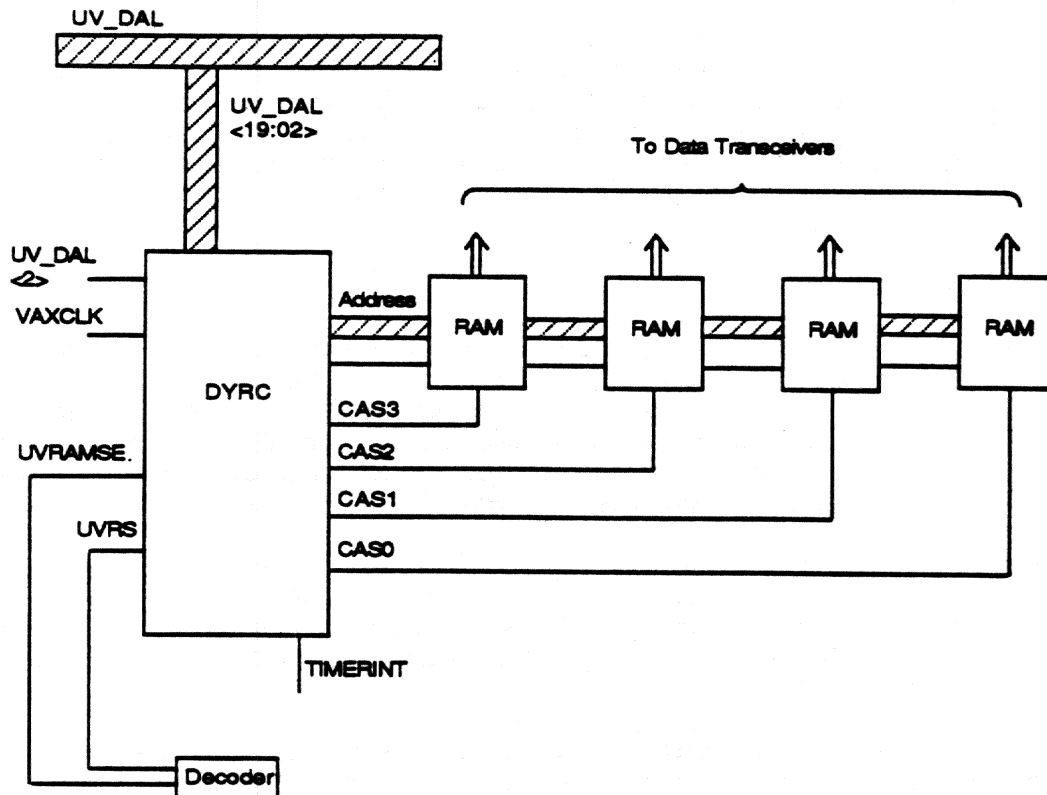 UV_DAL
UV_DAL
<19:02>
To Data Transceivers
UV_DAL
<2>
VAXCLK
Address
RAM
RAM
RAM
RAM
DYRC
CAS3
UVRAMSE.
CAS2
CAS1
UVRS
CAS0
TIMERINT
Decoder